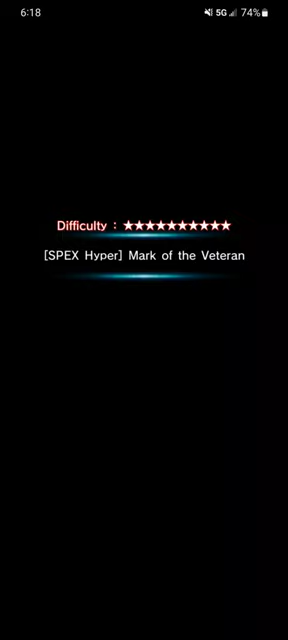 6:18 5G 74%
Difficulty : ★★★★★★★★★★
[SPEX Hyper] Mark of the Veteran